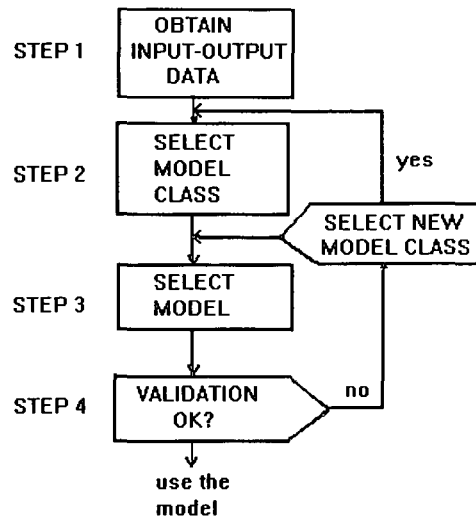 STEP 1
OBTAIN
INPUT-OUTPUT
DATA
STEP 2
SELECT
MODEL
CLASS
yes
SELECT NEW
MODEL CLASS
STEP 3
SELECT
MODEL
STEP 4
VALIDATION
OK?
no
use the
model